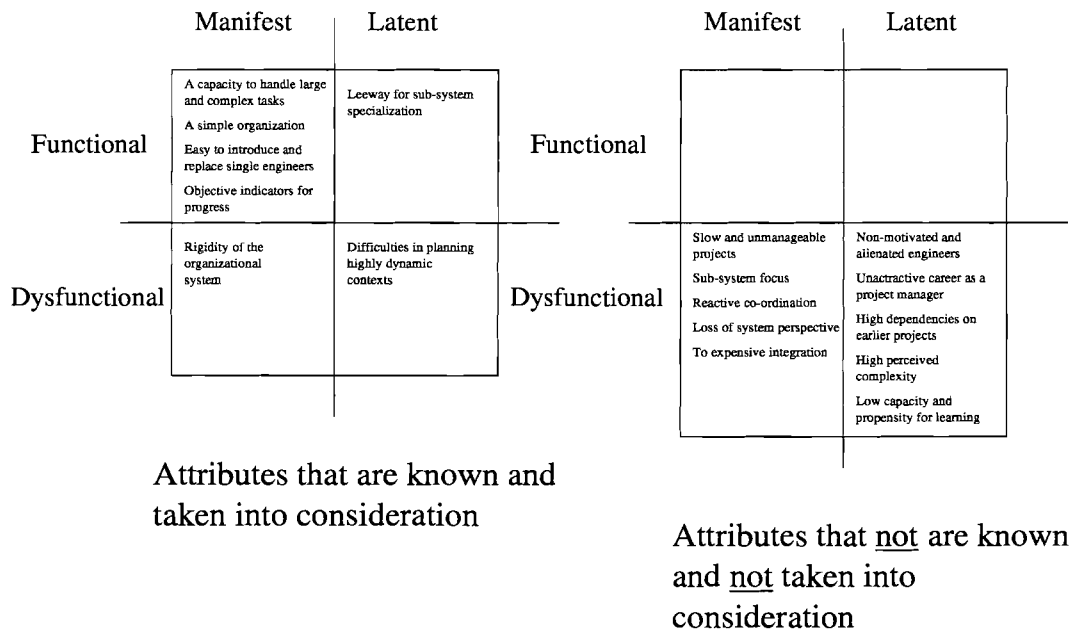 Manifest Latent
A capacity to handle large
and complex tasks
A simple organization
Easy to introduce and
replace single engineers
Objective indicators for
progress
Leeway for sub-system
specialization
Functional
Rigidity of the
organizational
system
Difficulties in planning
highly dynamic
contexts
Dysfunctional
Attributes that are known and
taken into consideration
Manifest Latent
Functional
Slow and unmanageable
projects
Sub-system focus
Reactive co-ordination
Loss of system perspective
To expensive integration
Non-motivated and
alienated engineers
Unactractive career as a
project manager
High dependencies on
earlier projects
High perceived
complexity
Low capacity and
propensity for learning
Dysfunctional
Attributes that not are known
and not taken into
consideration